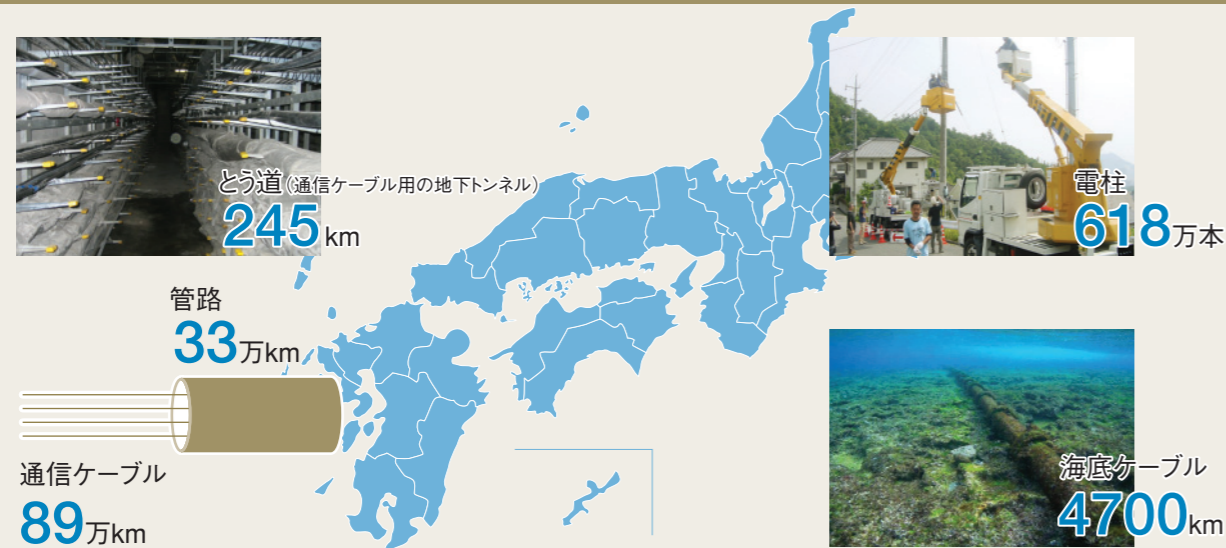 とう道(通信ケーブル用の地下トンネル)
245km
電柱
618万本
管路
33万km
通信ケーブル
89万km
海底ケーブル
4700km